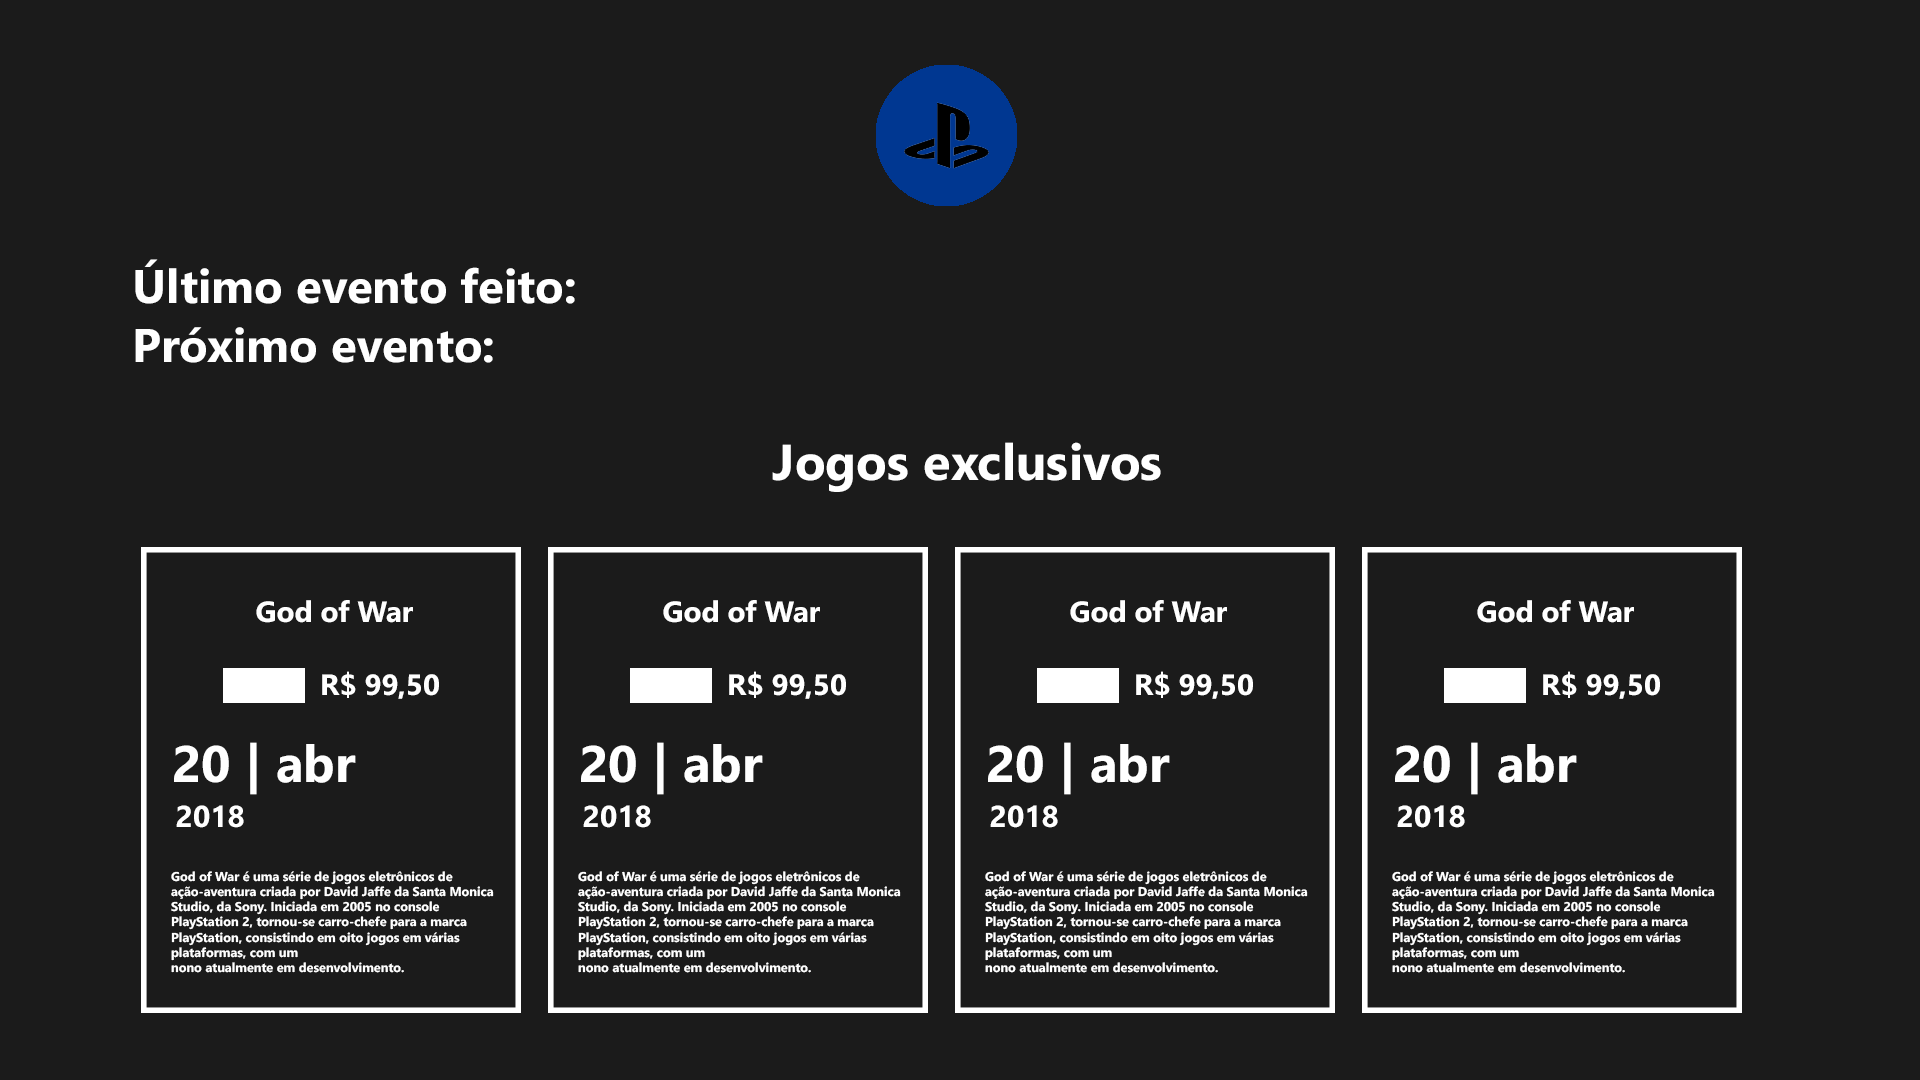 Último evento feito:
Próximo evento:
Jogos exclusivos
God of War
R$ 99,50
20 | abr
2018
God of War é uma série de jogos eletrônicos de
ação-aventura criada por David Jaffe da Santa Monica
Studio, da Sony. Iniciada em 2005 no console
PlayStation 2, tornou-se carro-chefe para a marca
PlayStation, consistindo em oito jogos em várias
plataformas, com um
nono atualmente em desenvolvimento.
God of War
R$ 99,50
20 | abr
2018
God of War é uma série de jogos eletrônicos de
ação-aventura criada por David Jaffe da Santa Monica
Studio, da Sony. Iniciada em 2005 no console
PlayStation 2, tornou-se carro-chefe para a marca
PlayStation, consistindo em oito jogos em várias
plataformas, com um
nono atualmente em desenvolvimento.
God of War
R$ 99,50
20 | abr
2018
God of War é uma série de jogos eletrônicos de
ação-aventura criada por David Jaffe da Santa Monica
Studio, da Sony. Iniciada em 2005 no console
PlayStation 2, tornou-se carro-chefe para a marca
PlayStation, consistindo em oito jogos em várias
plataformas, com um
nono atualmente em desenvolvimento.
God of War
R$ 99,50
20 | abr
2018
God of War é uma série de jogos eletrônicos de
ação-aventura criada por David Jaffe da Santa Monica
Studio, da Sony. Iniciada em 2005 no console
PlayStation 2, tornou-se carro-chefe para a marca
PlayStation, consistindo em oito jogos em várias
plataformas, com um
nono atualmente em desenvolvimento.